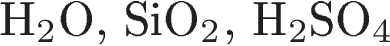 H₂O, SiO₂, H₂SO₄